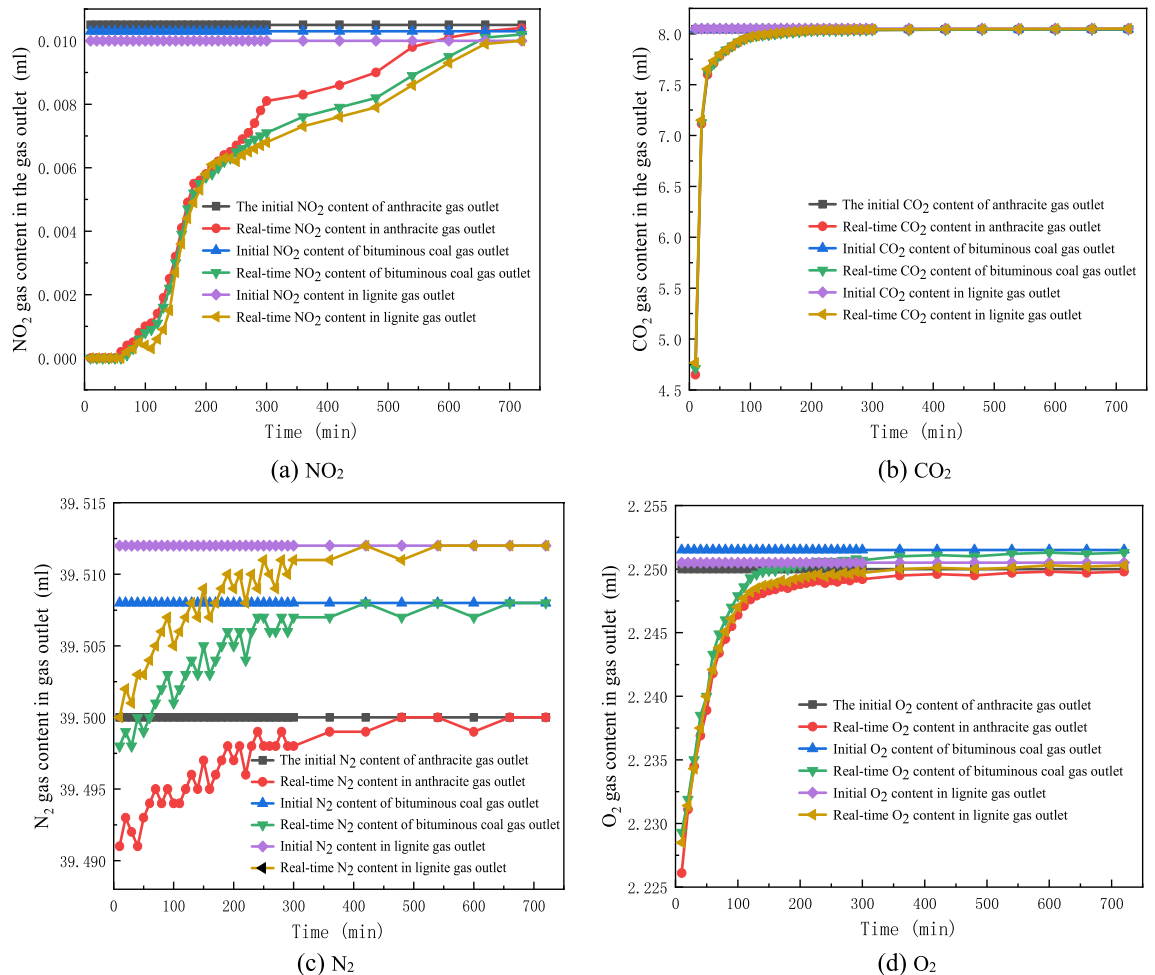 0.010
0.008
0.006
0.004
0.002
0.000
NO2 gas content in the gas outlet (ml)
The initial NO2 content of anthracite gas outlet
Real-time NO2 content in anthracite gas outlet
Initial NO2 content of bituminous coal gas outlet
Real-time NO2 content of bituminous coal gas outlet
Initial NO2 content in lignite gas outlet
Real-time NO2 content in lignite gas outlet
0 100 200 300 400 500 600 700
Time (min)
(a) NO2
8.0
7.5
7.0
6.5
6.0
5.5
5.0
4.5
CO2 gas content in the gas outlet (ml)
The initial CO2 content of anthracite gas outlet
Real-time CO2 content in anthracite gas outlet
Initial CO2 content of bituminous coal gas outlet
Real-time CO2 content of bituminous coal gas outlet
Initial CO2 content in lignite gas outlet
Real-time CO2 content in lignite gas outlet
0 100 200 300 400 500 600 700
Time (min)
(b) CO2
39.515
39.510
39.505
39.500
39.495
39.490
N2 gas content in gas outlet (ml)
The initial N2 content of anthracite gas outlet
Real-time N2 content in anthracite gas outlet
Initial N2 content of bituminous coal gas outlet
Real-time N2 content of bituminous coal gas outlet
Initial N2 content in lignite gas outlet
Real-time N2 content in lignite gas outlet
0 100 200 300 400 500 600 700
Time (min)
(c) N2
2.255
2.250
2.245
2.240
2.235
2.230
2.225
O2 gas content in gas outlet (ml)
The initial O2 content of anthracite gas outlet
Real-time O2 content in anthracite gas outlet
Initial O2 content of bituminous coal gas outlet
Real-time O2 content of bituminous coal gas outlet
Initial O2 content in lignite gas outlet
Real-time O2 content in lignite gas outlet
0 100 200 300 400 500 600 700
Time (min)
(d) O2